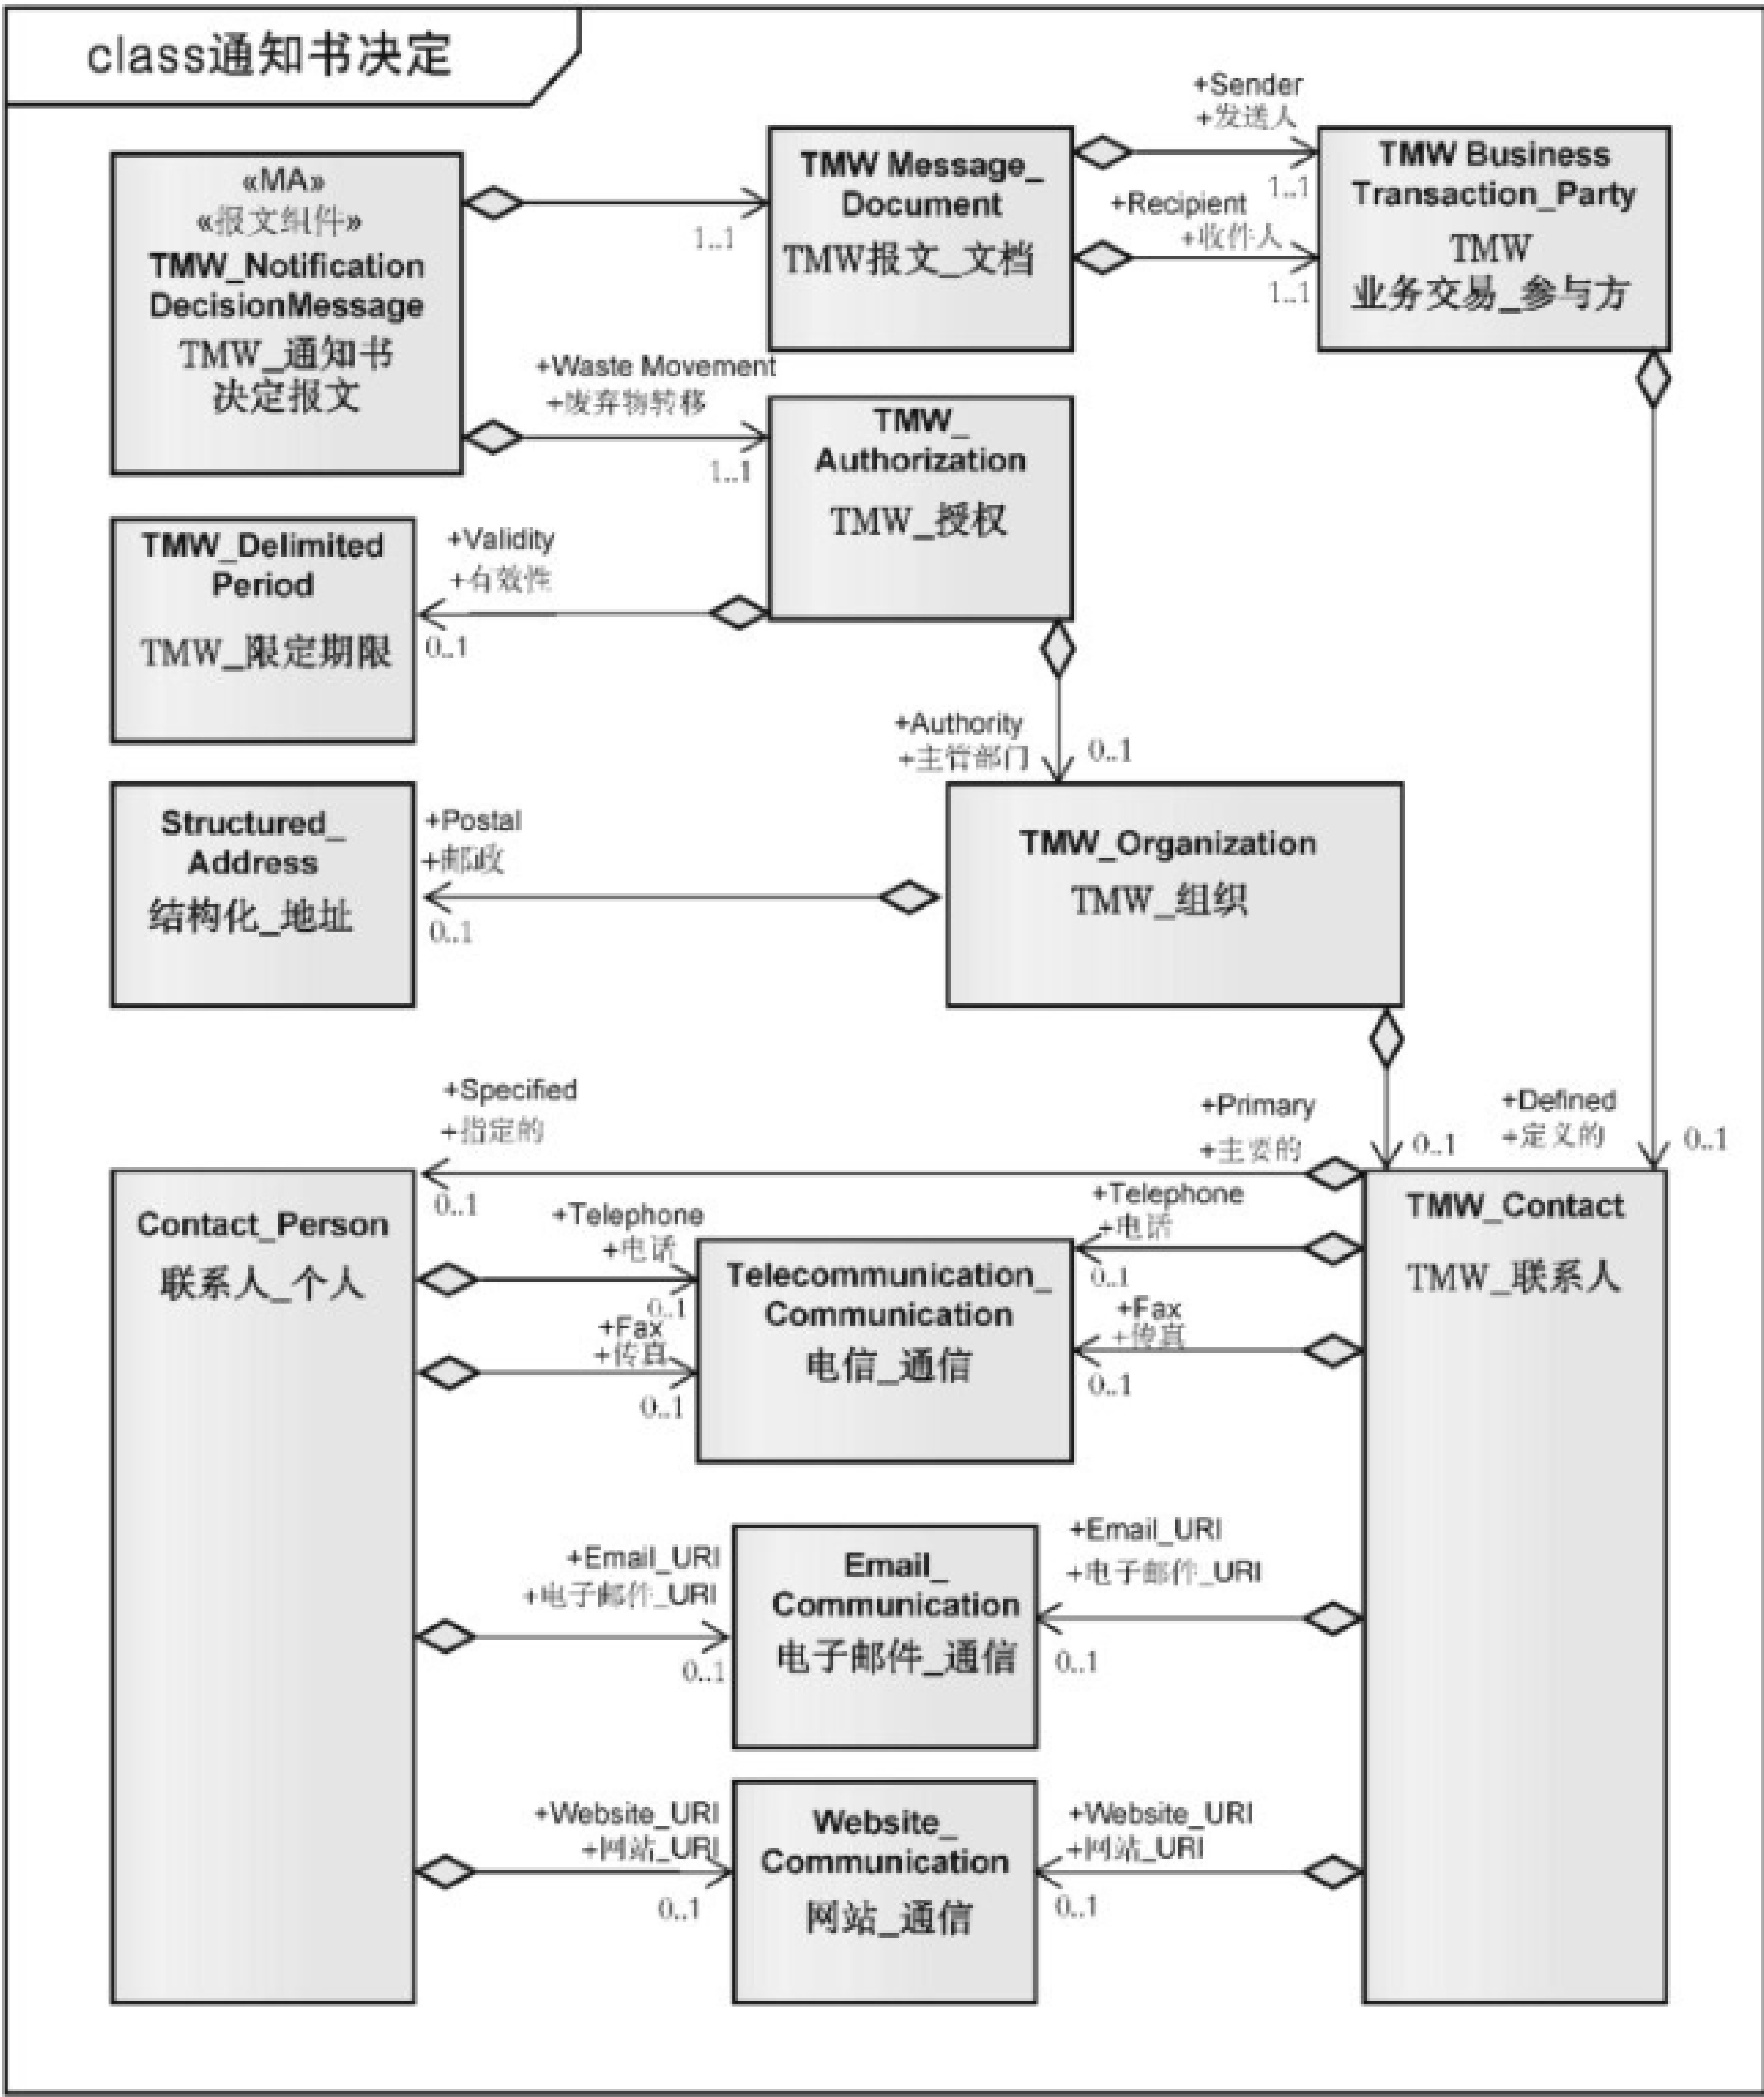 class通知书决定
«MA»
«报文组件»
TMW_Notification
DecisionMessage
TMW_通知书
决定报文
1..1
TMW Message_
Document
TMW报文_文档
+Sender
+发送人
1..1
+Recipient
+收件人
1..1
TMW Business
Transaction_Party
TMW
业务交易_参与方
+Waste Movement
+废弃物转移
1..1
TMW_
Authorization
TMW_授权
TMW_Delimited
Period
TMW_限定期限
+Validity
+有效性
0..1
+Authority
+主管部门
0..1
Structured_
Address
结构化_地址
+Postal
+邮政
0..1
TMW_Organization
TMW_组织
+Specified
+指定的
0..1
+Primary
+主要的
0..1
+Defined
+定义的
0..1
Contact_Person
联系人_个人
+Telephone
+电话
0..1
+Fax
+传真
0..1
Telecommunication_
Communication
电信_通信
+Telephone
+电话
0..1
+Fax
+传真
0..1
TMW_Contact
TMW_联系人
+Email_URI
+电子邮件_URI
0..1
Email_
Communication
电子邮件_通信
+Email_URI
+电子邮件_URI
0..1
+Website_URI
+网站_URI
0..1
Website_
Communication
网站_通信
+Website_URI
+网站_URI
0..1